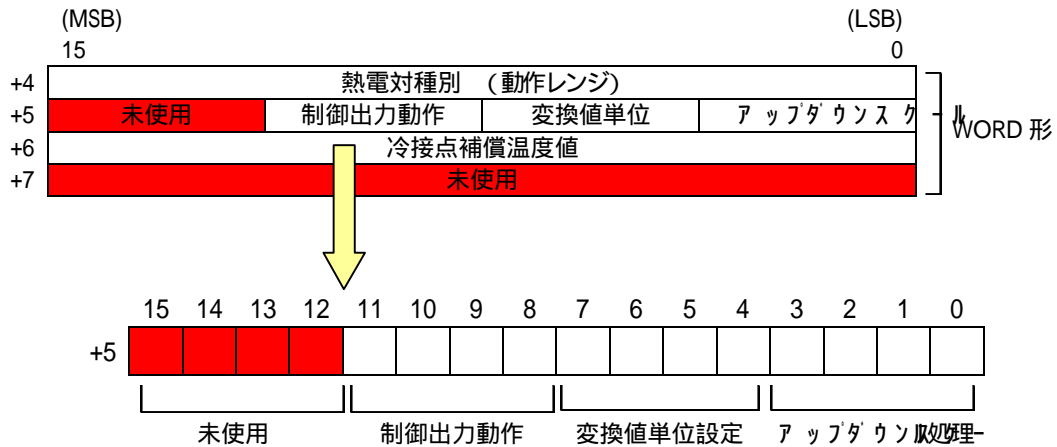 (MSB) (LSB)
15 0
+4 熱電対種別 (動作レンジ)
+5 未使用 制御出力動作 変換値単位 アップダウンスク ル
WORD 形
+6 冷接点補償温度値
+7 未使用
15 14 13 12 11 10 9 8 7 6 5 4 3 2 1 0
+5
未使用 制御出力動作 変換値単位設定 アップダウン